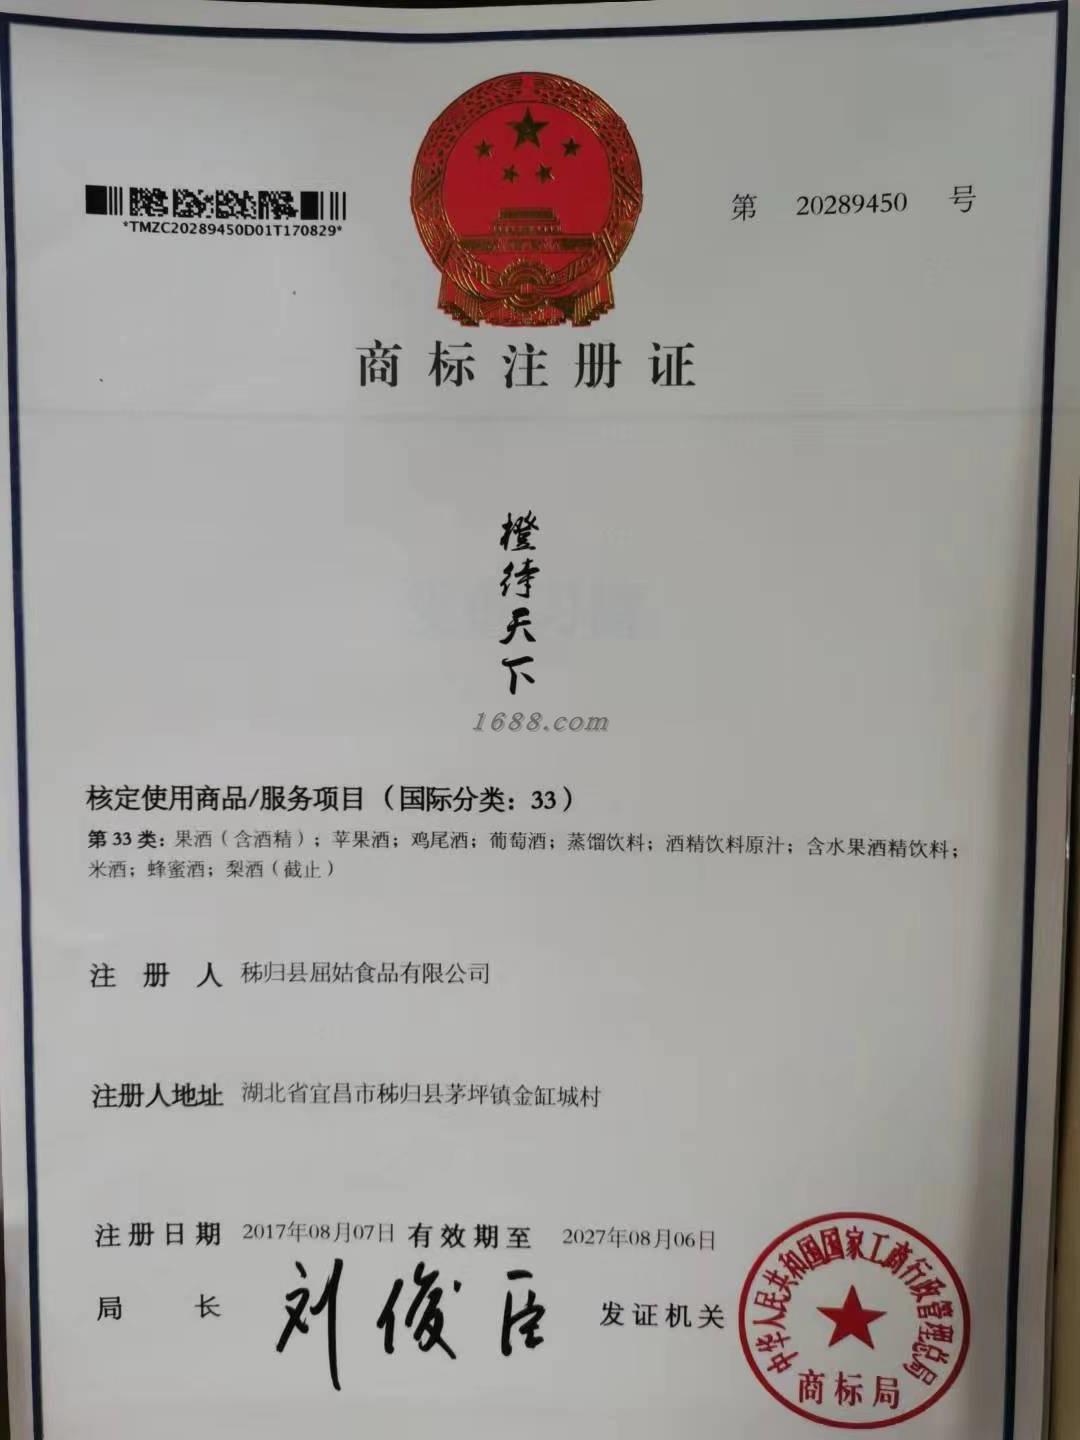 *TMZC20289450D01T170829*
第 20289450 号
商标注册证
橙待天下
1688.com
核定使用商品/服务项目（国际分类：33）
第 33 类：果酒（含酒精）；苹果酒；鸡尾酒；葡萄酒；蒸馏饮料；酒精饮料原汁；含水果酒精饮料；
米酒；蜂蜜酒；梨酒（截止）
注册人 秭归县屈姑食品有限公司
注册人地址 湖北省宜昌市秭归县茅坪镇金缸城村
注册日期 2017年08月07日 有效期至 2027年08月06日
局长 刘俊臣 发证机关
中华人民共和国国家工商行政管理总局
商标局